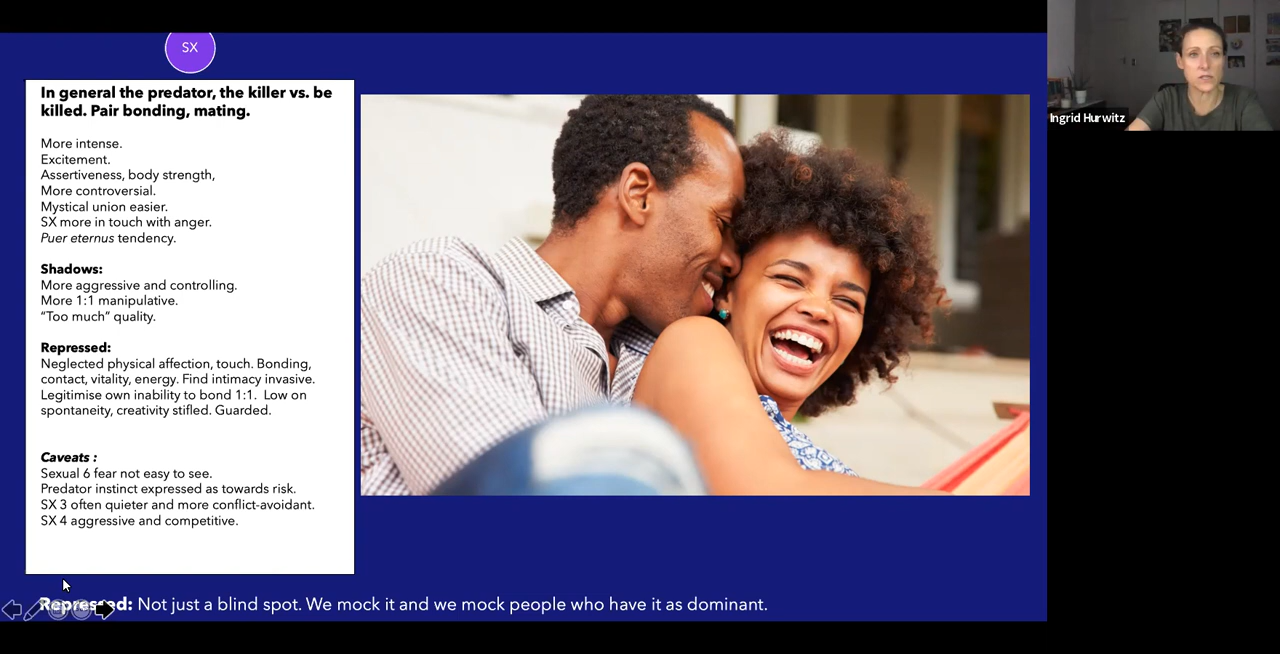 SX
In general the predator, the killer vs. be
killed. Pair bonding, mating.
More intense.
Excitement.
Assertiveness, body strength,
More controversial.
Mystical union easier.
SX more in touch with anger.
Puer eternus tendency.
Shadows:
More aggressive and controlling.
More 1:1 manipulative.
“Too much” quality.
Repressed:
Neglected physical affection, touch. Bonding,
contact, vitality, energy. Find intimacy invasive.
Legitimise own inability to bond 1:1.  Low on
spontaneity, creativity stifled. Guarded.
Caveats :
Sexual 6 fear not easy to see.
Predator instinct expressed as towards risk.
SX 3 often quieter and more conflict-avoidant.
SX 4 aggressive and competitive.
Repressed: Not just a blind spot. We mock it and we mock people who have it as dominant.
Ingrid Hurwitz